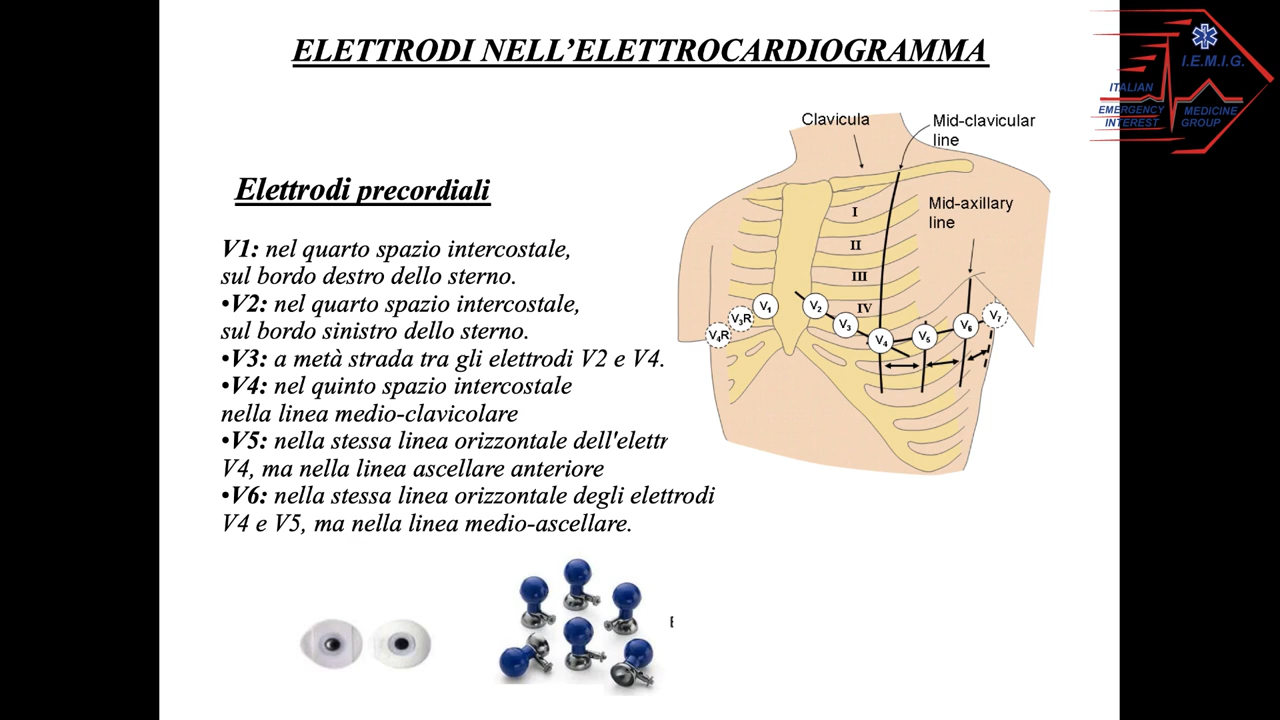 ELETTRODI NELL'ELETTROCARDIOGRAMMA
I.E.M.I.G.
ITALIAN
EMERGENCY
INTEREST
MEDICINE
GROUP
Elettrodi precordiali
V1: nel quarto spazio intercostale,
sul bordo destro dello sterno.
•V2: nel quarto spazio intercostale,
sul bordo sinistro dello sterno.
•V3: a metà strada tra gli elettrodi V2 e V4.
•V4: nel quinto spazio intercostale
nella linea medio-clavicolare
•V5: nella stessa linea orizzontale dell'elettr
V4, ma nella linea ascellare anteriore
•V6: nella stessa linea orizzontale degli elettrodi
V4 e V5, ma nella linea medio-ascellare.
Clavicula
Mid-clavicular
line
Mid-axillary
line
I
II
III
IV
V4R
V3R
V1
V2
V3
V4
V5
V6
V7